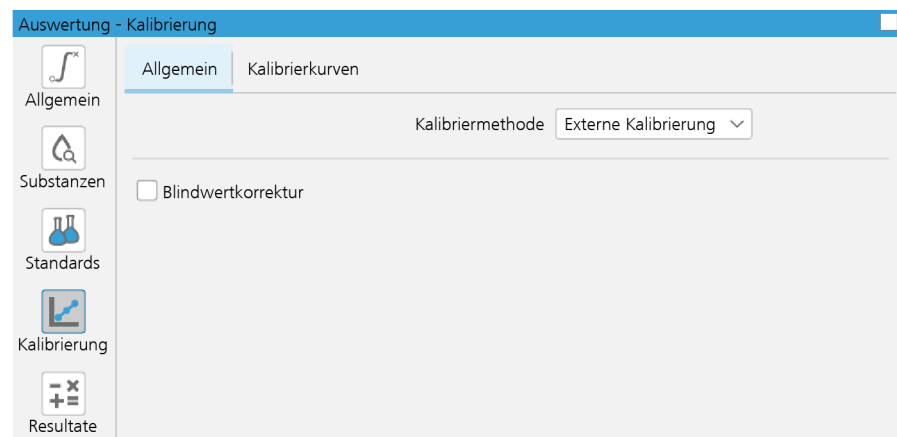 Auswertung - Kalibrierung
Allgemein
Substanzen
Standards
Kalibrierung
Resultate
Allgemein Kalibrierkurven
Kalibriermethode Externe Kalibrierung
Blindwertkorrektur